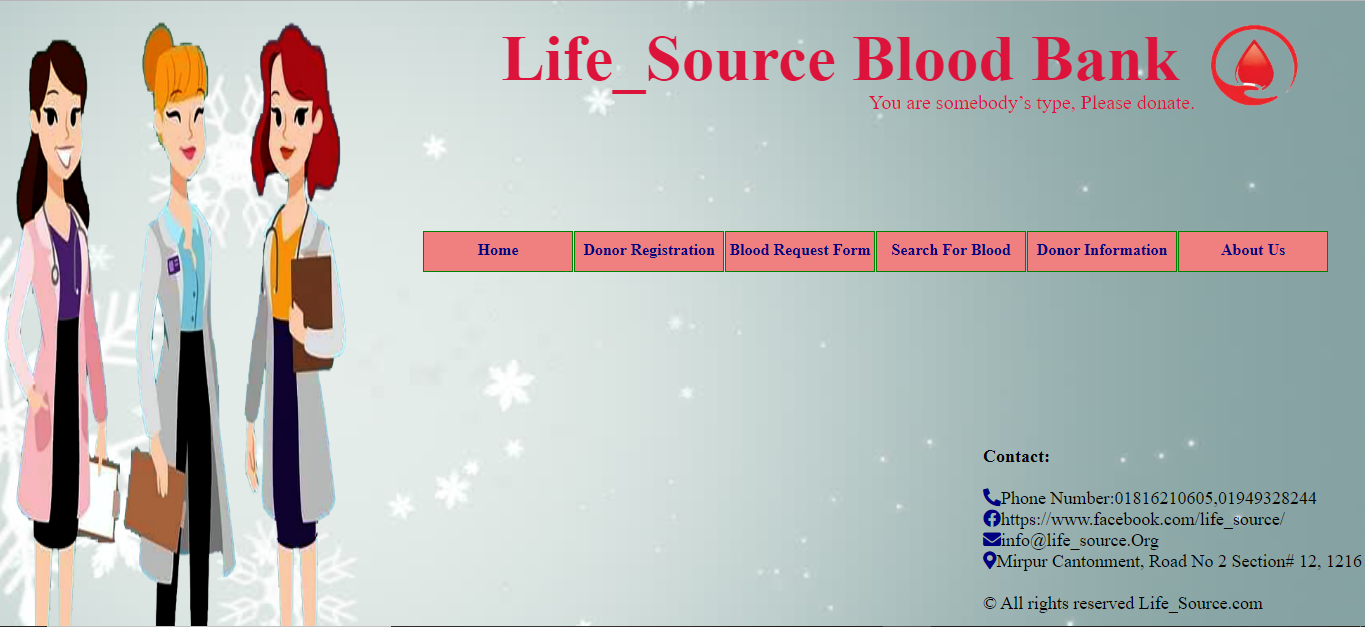 Life_Source Blood Bank
You are somebody’s type, Please donate.
Home Donor Registration Blood Request Form Search For Blood Donor Information About Us
Contact:
Phone Number:01816210605,01949328244
https://www.facebook.com/life_source/
info@life_source.Org
Mirpur Cantonment, Road No 2 Section# 12, 1216
© All rights reserved Life_Source.com